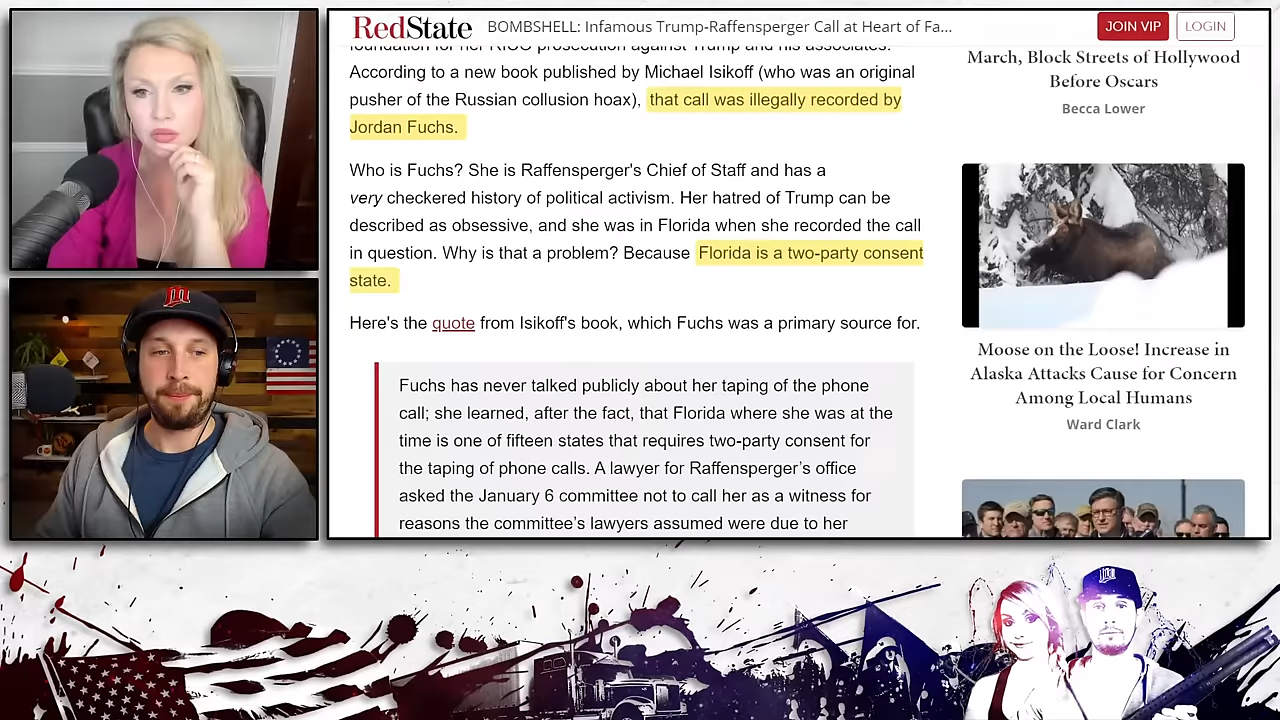 RedState
BOMBSHELL: Infamous Trump-Raffensperger Call at Heart of Fa...
JOIN VIP
LOGIN
foundation for her RICO prosecution against Trump and his associates.
According to a new book published by Michael Isikoff (who was an original
pusher of the Russian collusion hoax), that call was illegally recorded by
Jordan Fuchs.
Who is Fuchs? She is Raffensperger's Chief of Staff and has a
very checkered history of political activism. Her hatred of Trump can be
described as obsessive, and she was in Florida when she recorded the call
in question. Why is that a problem? Because Florida is a two-party consent
state.
Here's the quote from Isikoff's book, which Fuchs was a primary source for.
Fuchs has never talked publicly about her taping of the phone
call; she learned, after the fact, that Florida where she was at the
time is one of fifteen states that requires two-party consent for
the taping of phone calls. A lawyer for Raffensperger's office
asked the January 6 committee not to call her as a witness for
reasons the committee's lawyers assumed were due to her
March, Block Streets of Hollywood
Before Oscars
Becca Lower
Moose on the Loose! Increase in
Alaska Attacks Cause for Concern
Among Local Humans
Ward Clark